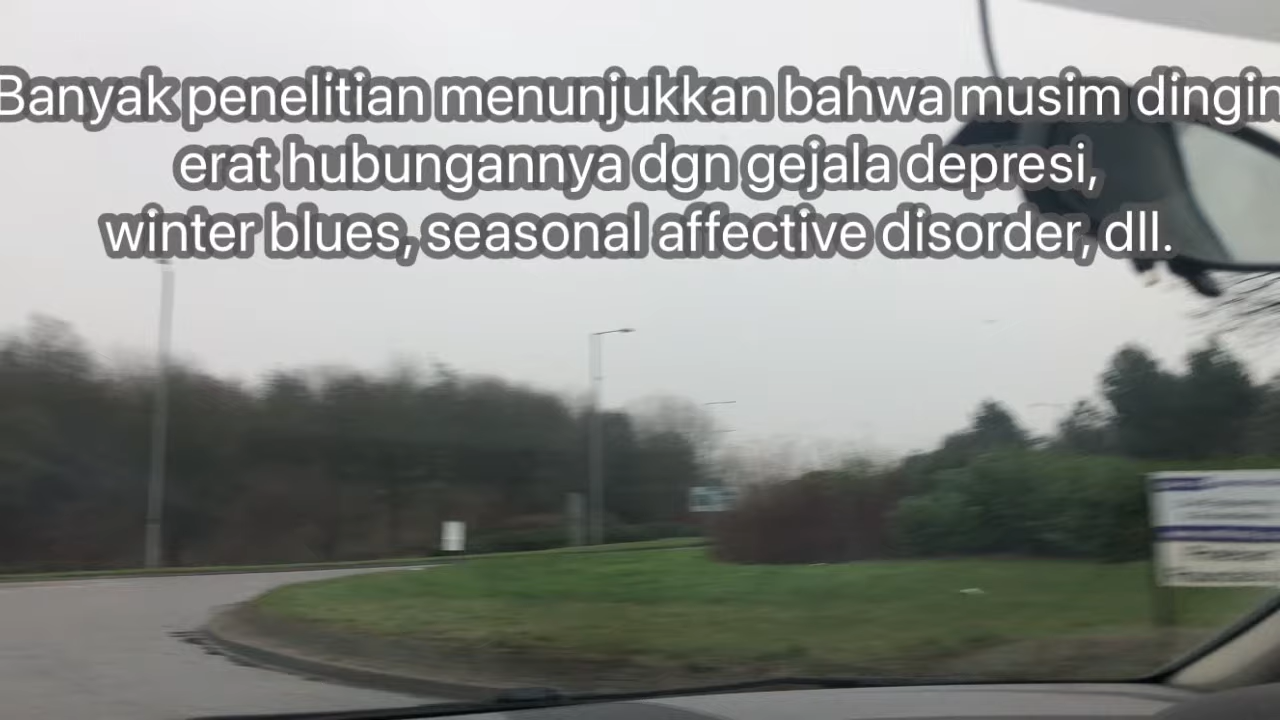 Banyak penelitian menunjukkan bahwa musim dingin
erat hubungannya dgn gejala depresi,
winter blues, seasonal affective disorder, dll.